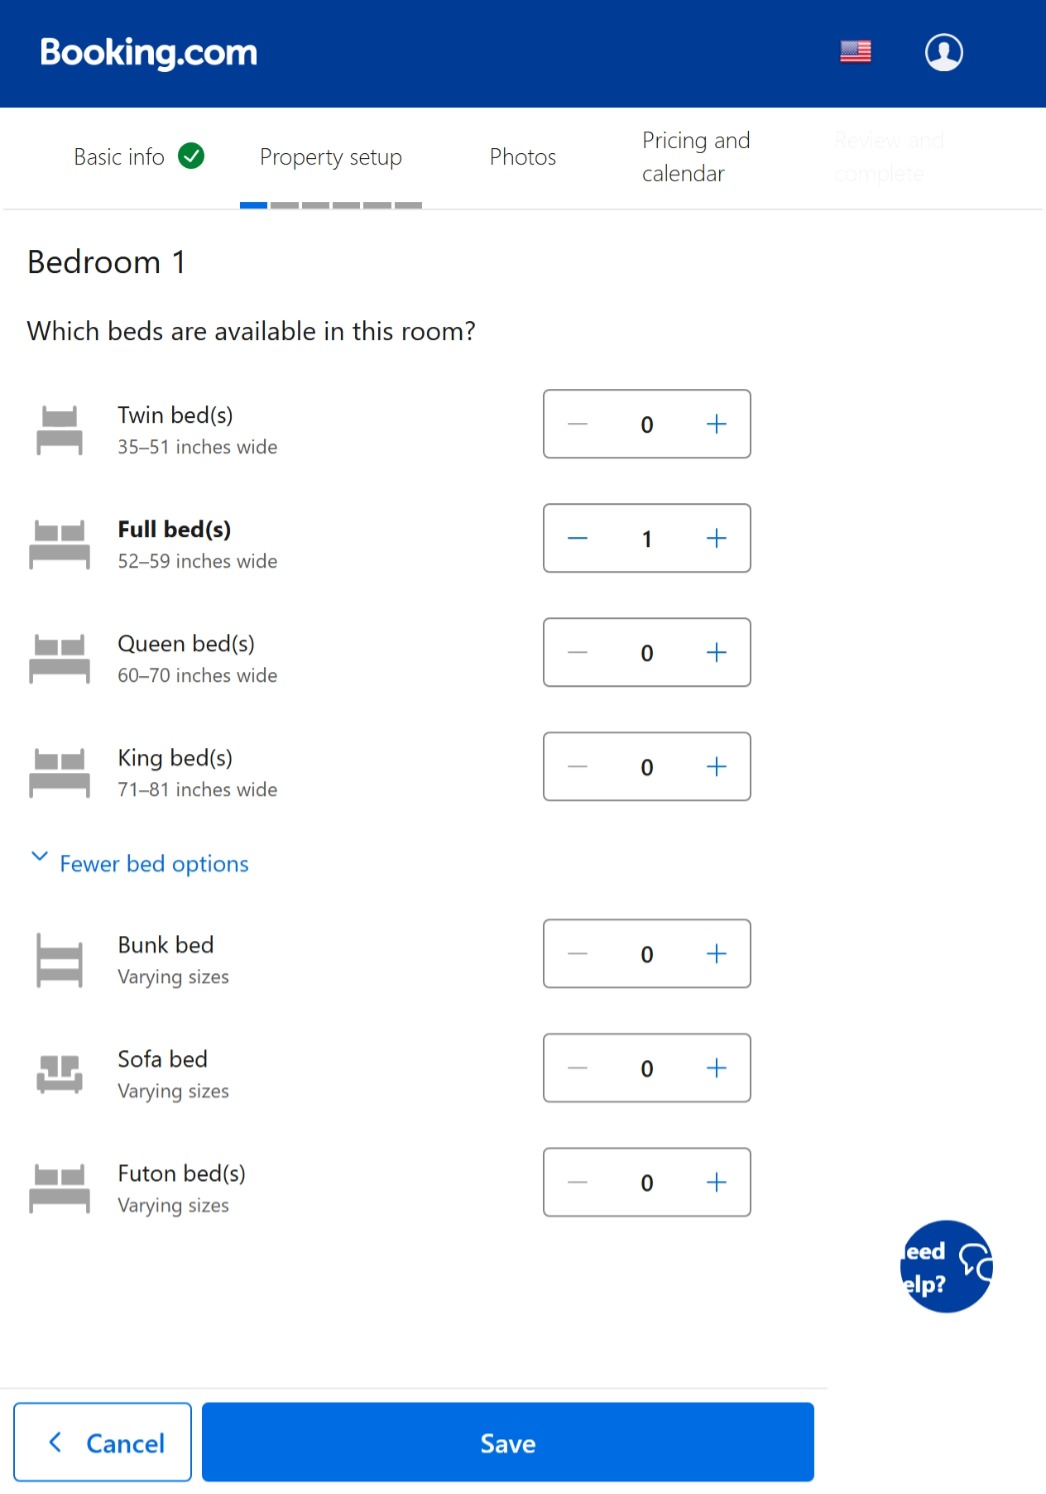 Booking.com
Basic info
Property setup
Photos
Pricing and
calendar
Review and
complete
Bedroom 1
Which beds are available in this room?
Twin bed(s)
35–51 inches wide
0
Full bed(s)
52–59 inches wide
1
Queen bed(s)
60–70 inches wide
0
King bed(s)
71–81 inches wide
0
Fewer bed options
Bunk bed
Varying sizes
0
Sofa bed
Varying sizes
0
Futon bed(s)
Varying sizes
0
eed
elp?
Cancel
Save